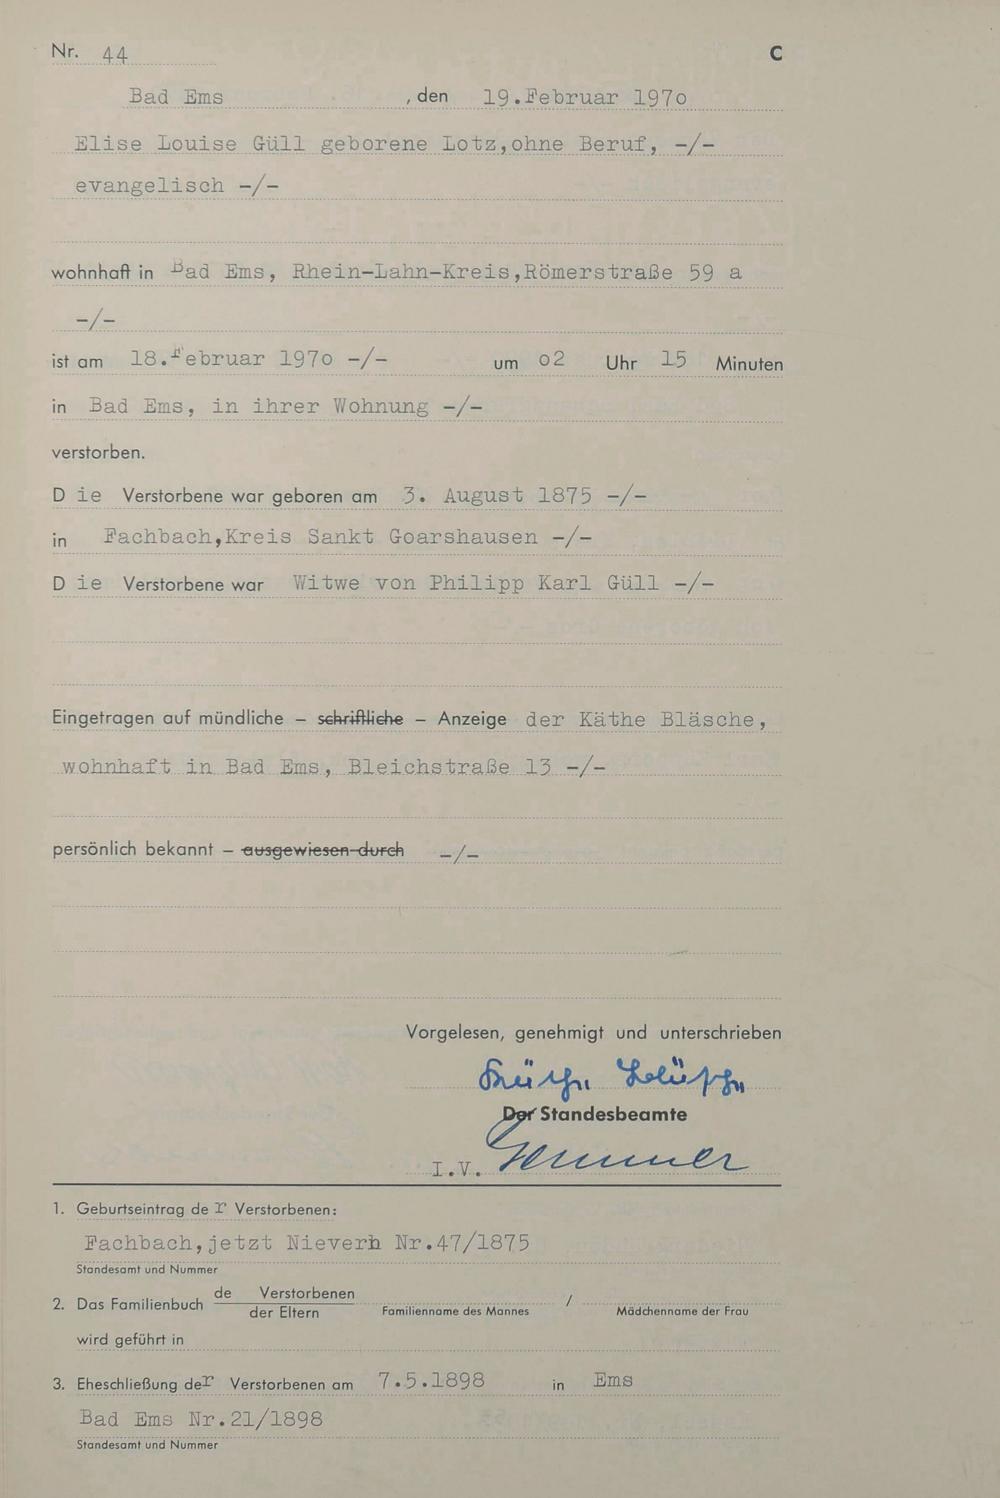 Nr. 44 C
Bad Ems , den 19.Februar 197o
Elise Louise Güll geborene Lotz,ohne Beruf, -/-
evangelisch -/-
wohnhaft in Bad Ems, Rhein-Lahn-Kreis,Römerstraße 59 a
-/-
ist am 18.Februar 197o -/- um o2 Uhr 15 Minuten
in Bad Ems, in ihrer Wohnung -/-
verstorben.
D ie Verstorbene war geboren am 3. August 1875 -/-
in Fachbach,Kreis Sankt Goarshausen -/-
D ie Verstorbene war Witwe von Philipp Karl Güll -/-
Eingetragen auf mündliche – schriftliche – Anzeige der Käthe Bläsche,
wohnhaft in Bad Ems, Bleichstraße 13 -/-
persönlich bekannt – ausgewiesen durch -/-
Vorgelesen, genehmigt und unterschrieben
Käthe Bläsche
Der Standesbeamte
I.V.
1. Geburtseintrag de r Verstorbenen:
Fachbach,jetzt Nievern Nr.47/1875
Standesamt und Nummer
2. Das Familienbuch de Verstorbenen
der Eltern Familienname des Mannes / Mädchenname der Frau
wird geführt in
3. Eheschließung der Verstorbenen am 7.5.1898 in Ems
Bad Ems Nr.21/1898
Standesamt und Nummer